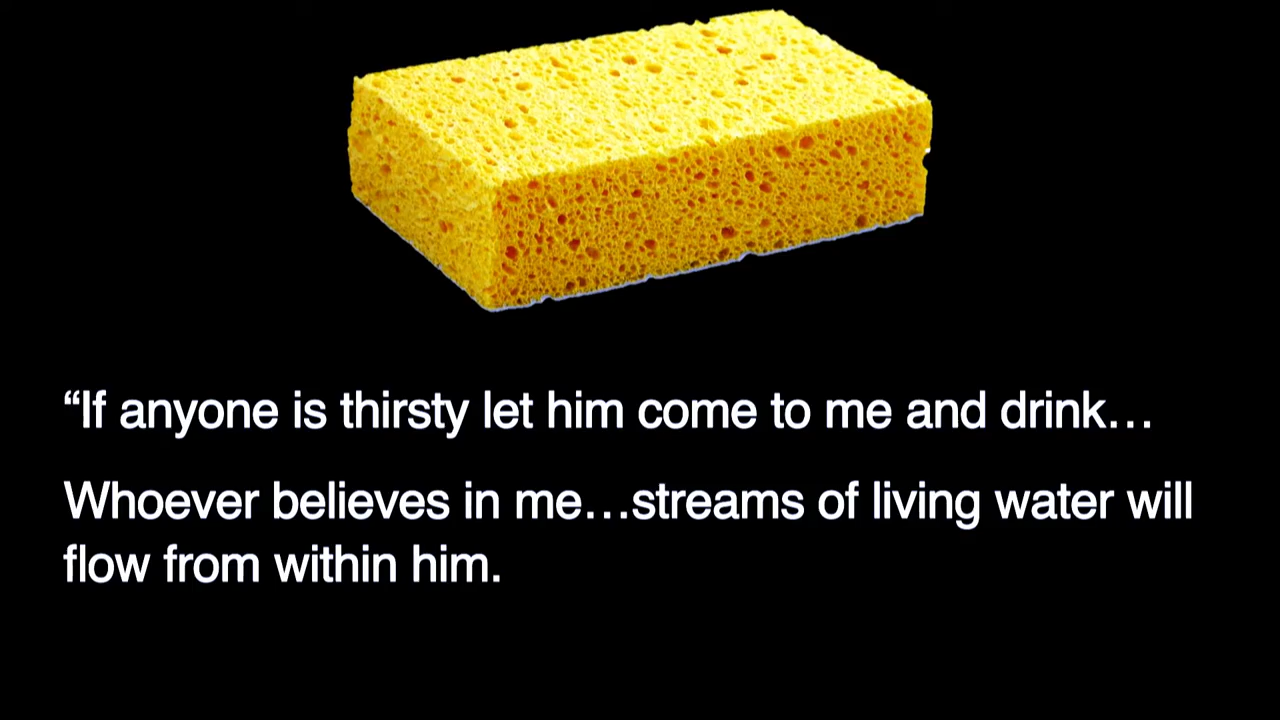 “If anyone is thirsty let him come to me and drink…
Whoever believes in me…streams of living water will
flow from within him.